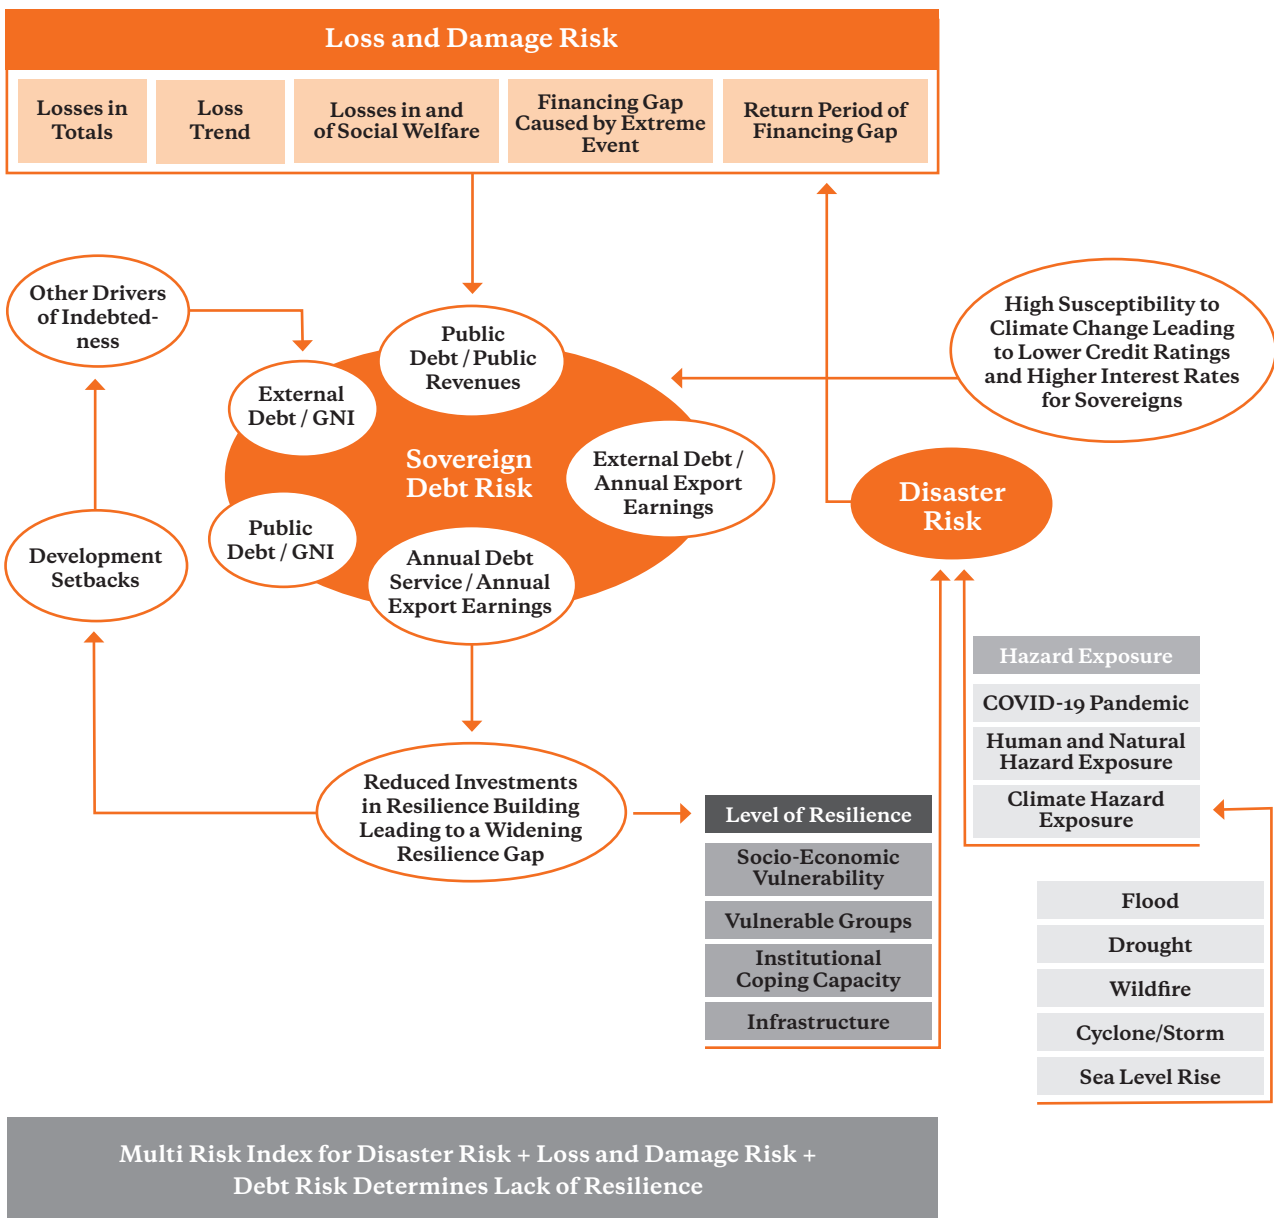 Loss and Damage Risk
Losses in
Totals
Loss
Trend
Losses in and
of Social Welfare
Financing Gap
Caused by Extreme
Event
Return Period of
Financing Gap
Other Drivers
of Indebted-
ness
Public
Debt / Public
Revenues
High Susceptibility to
Climate Change Leading
to Lower Credit Ratings
and Higher Interest Rates
for Sovereigns
External
Debt / GNI
Sovereign
Debt Risk
External Debt /
Annual Export
Earnings
Disaster
Risk
Public
Debt / GNI
Annual Debt
Service / Annual
Export Earnings
Development
Setbacks
Hazard Exposure
COVID-19 Pandemic
Human and Natural
Hazard Exposure
Climate Hazard
Exposure
Reduced Investments
in Resilience Building
Leading to a Widening
Resilience Gap
Level of Resilience
Socio-Economic
Vulnerability
Vulnerable Groups
Institutional
Coping Capacity
Infrastructure
Flood
Drought
Wildfire
Cyclone/Storm
Sea Level Rise
Multi Risk Index for Disaster Risk + Loss and Damage Risk +
Debt Risk Determines Lack of Resilience